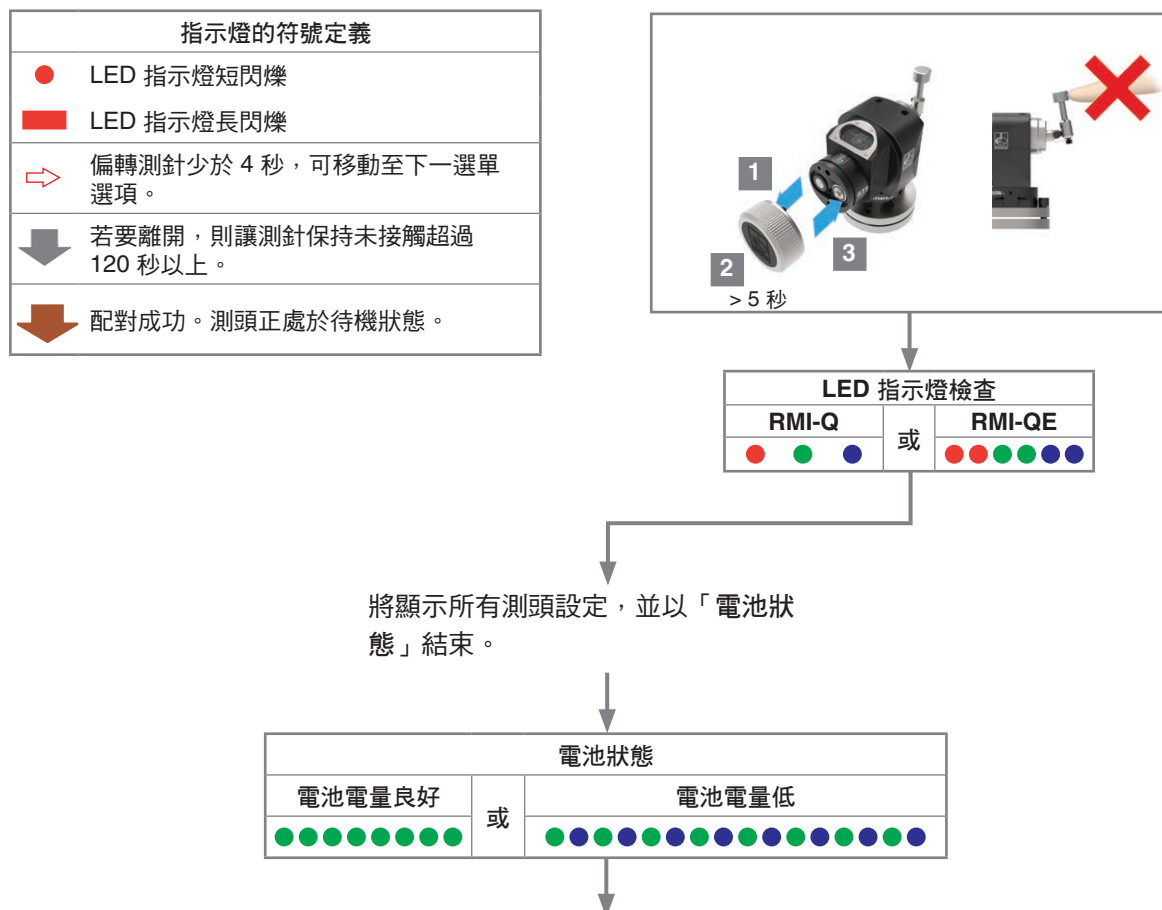 指示燈的符號定義
LED 指示燈短閃爍
LED 指示燈長閃爍
偏轉測針少於 4 秒，可移動至下一選單
選項。
若要離開，則讓測針保持未接觸超過
120 秒以上。
配對成功。測頭正處於待機狀態。
1
2
3
> 5 秒
LED 指示燈檢查
RMI-Q
或
RMI-QE
將顯示所有測頭設定，並以「電池狀
態」結束。
電池狀態
電池電量良好
或
電池電量低